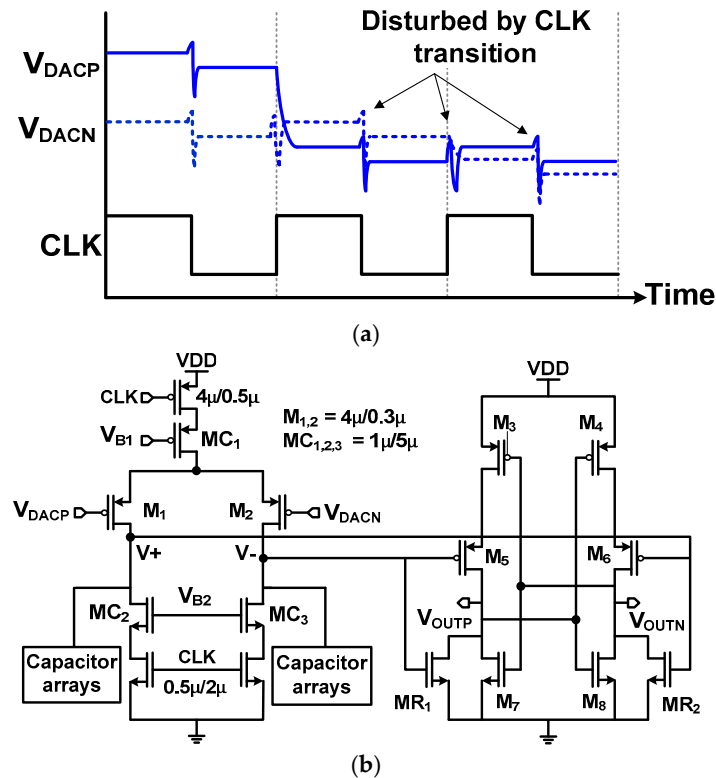 Disturbed by CLK
transition
VDACP
VDACN
CLK
Time
(a)
VDD
CLK
4μ/0.5μ
VB1
MC1
M1,2 = 4μ/0.3μ
MC1,2,3 = 1μ/5μ
VDACP
M1
M2
VDACN
V+
V-
MC2
VB2
MC3
Capacitor
arrays
CLK
0.5μ/2μ
Capacitor
arrays
VDD
M3
M4
M5
M6
VOUTP
VOUTN
MR1
M7
M8
MR2
(b)